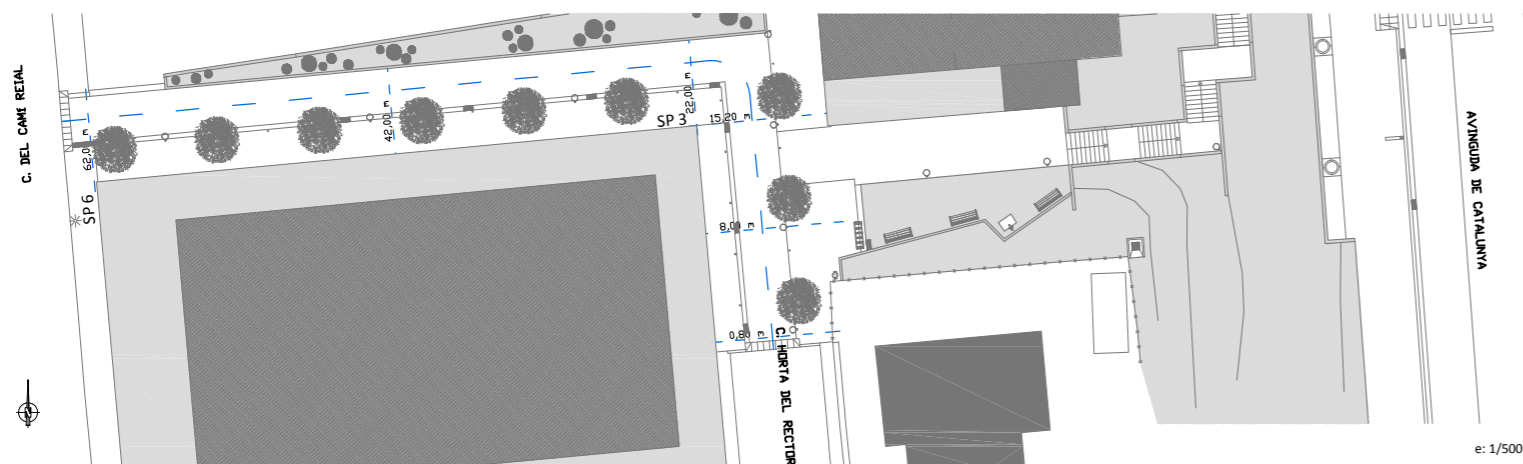 C. DEL CAMI REIAL
62,00 E
SP 6
42,00 E
22,00 E
SP 3
15,20 E
8,00 E
0,80 E
C. HORTA DEL RECTOR
AVINGUDA DE CATALUNYA
e: 1/500